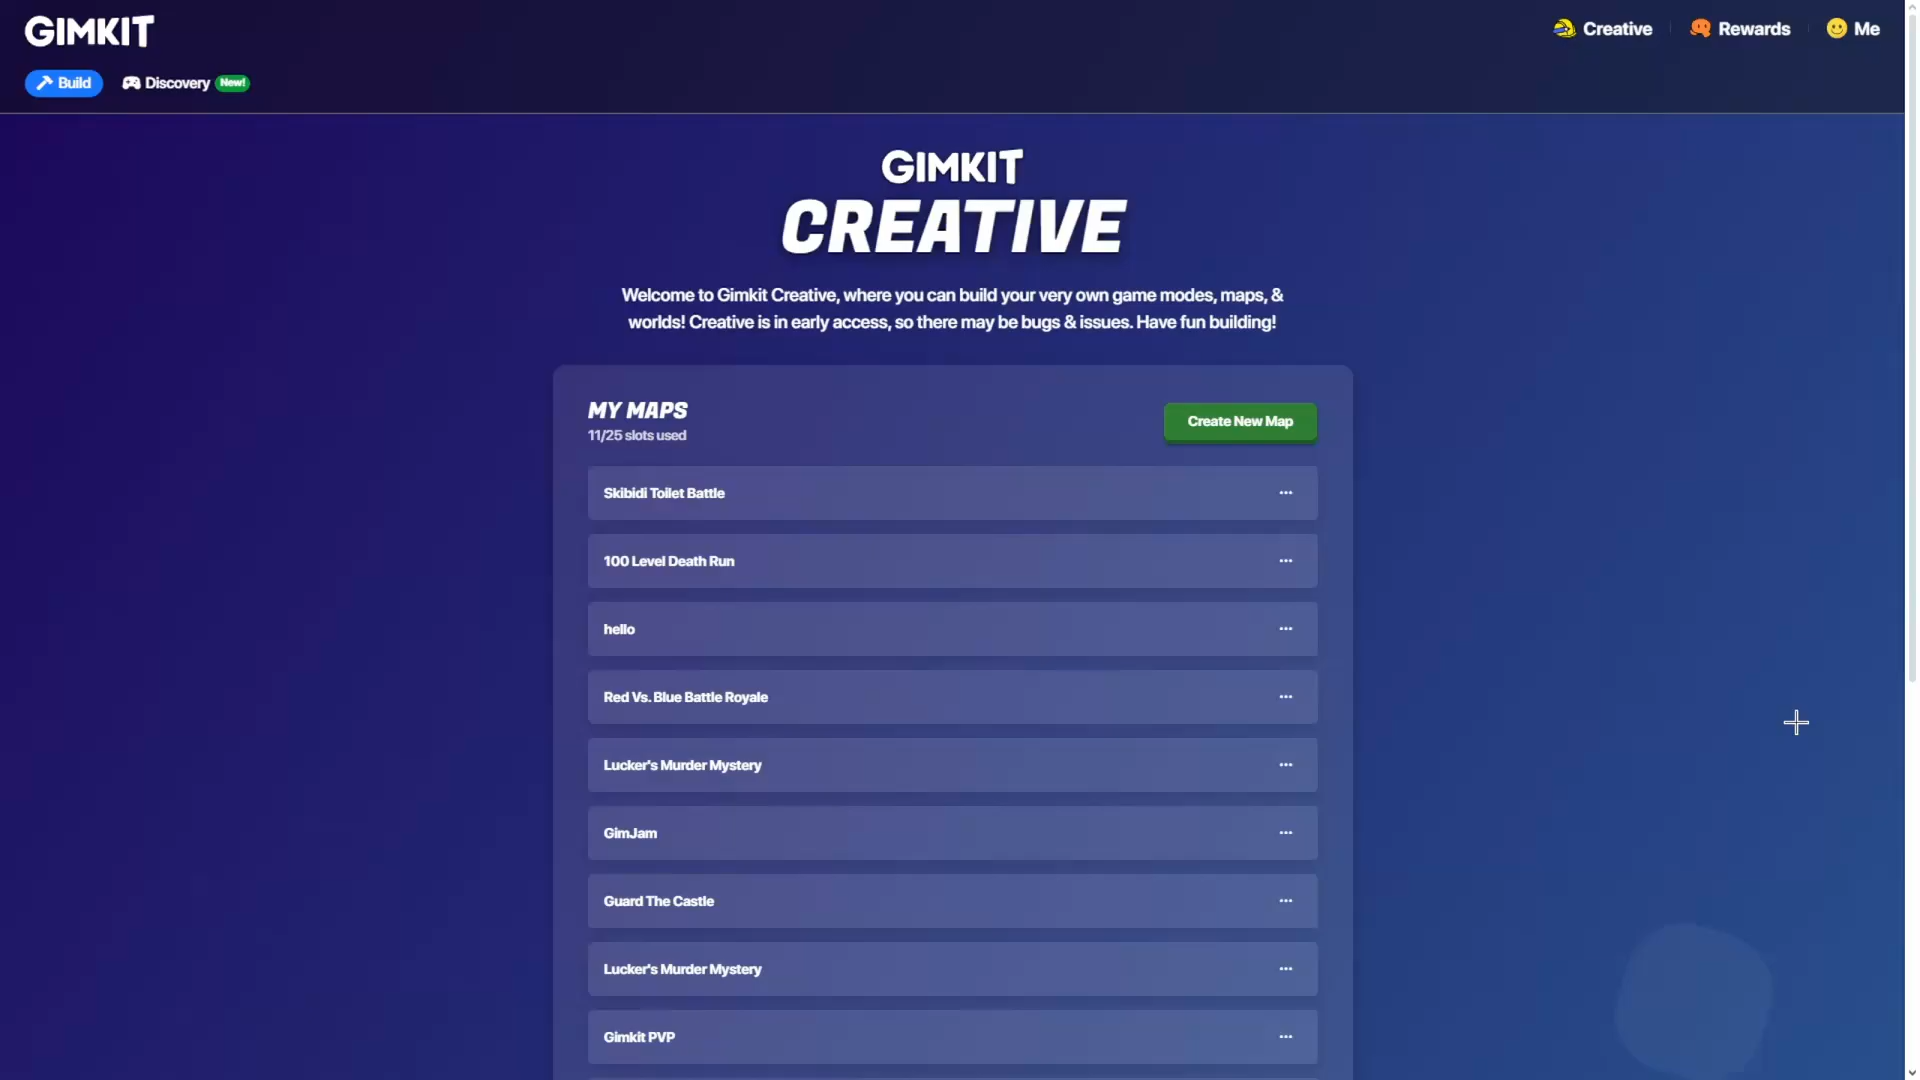 GIMKIT
Creative
Rewards
Me
Build
Discovery New!
GIMKIT
CREATIVE
Welcome to Gimkit Creative, where you can build your very own game modes, maps, &
worlds! Creative is in early access, so there may be bugs & issues. Have fun building!
MY MAPS
11/25 slots used
Create New Map
Skibidi Toilet Battle
100 Level Death Run
hello
Red Vs. Blue Battle Royale
Lucker's Murder Mystery
GimJam
Guard The Castle
Lucker's Murder Mystery
Gimkit PVP